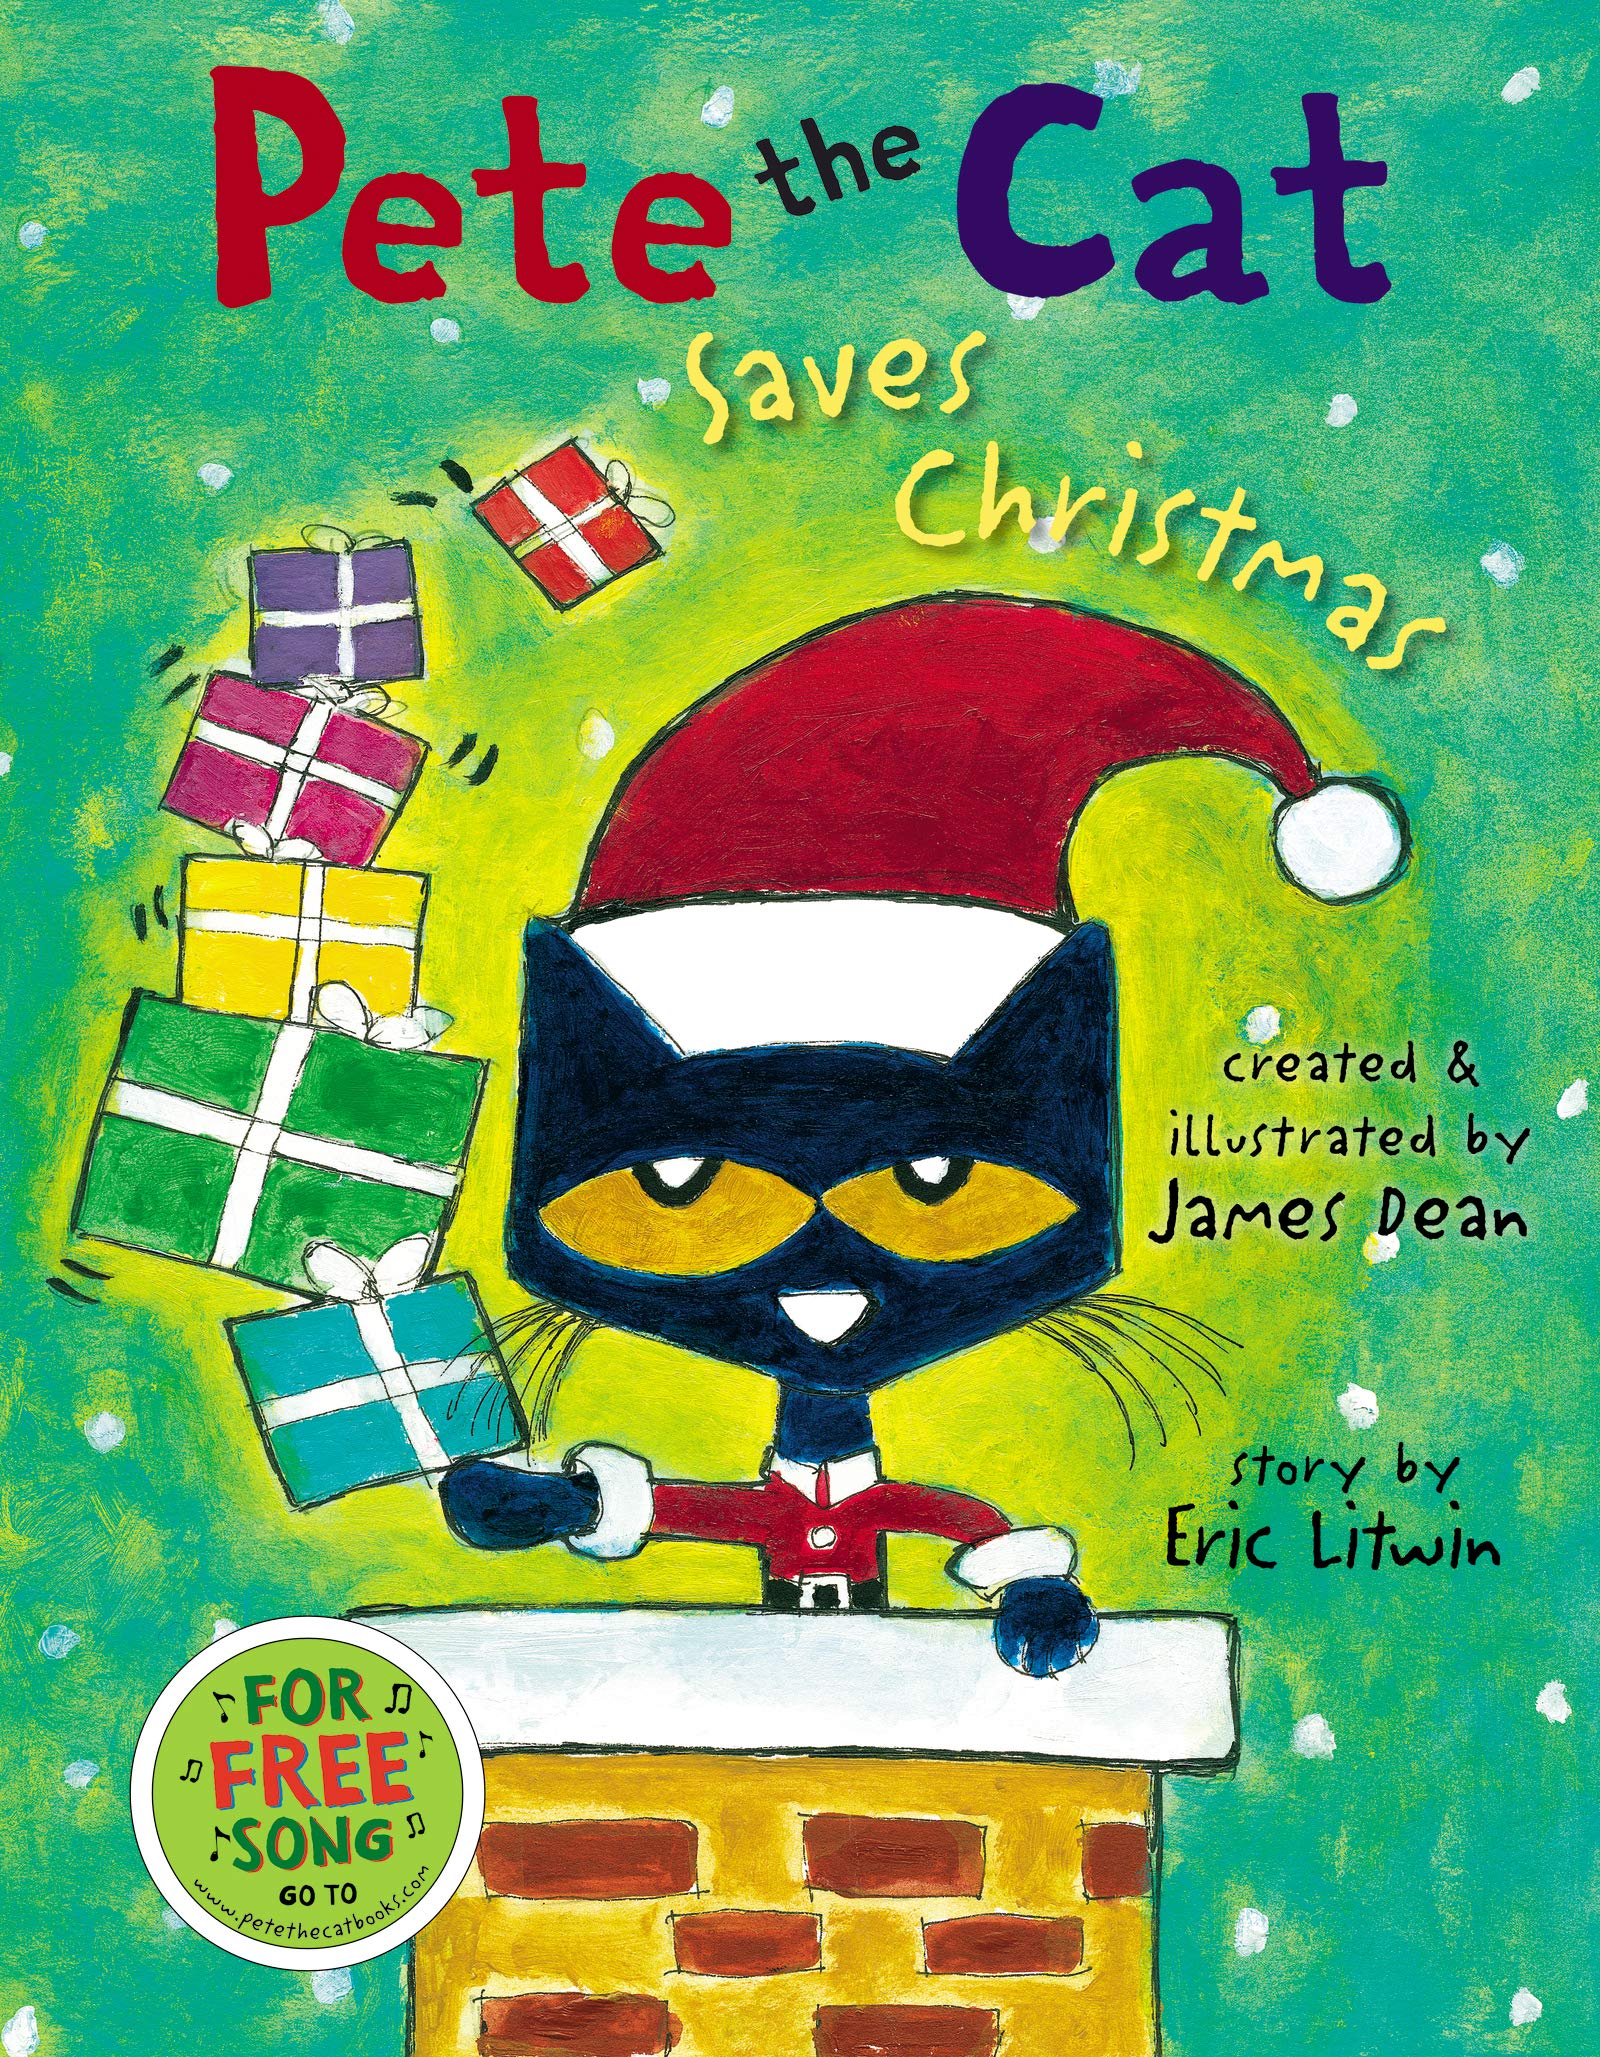 Pete the Cat
Saves
Christmas
created &
illustrated by
James Dean
story by
Eric Litwin
FOR
FREE
SONG
GO TO
www.petethecatbooks.com